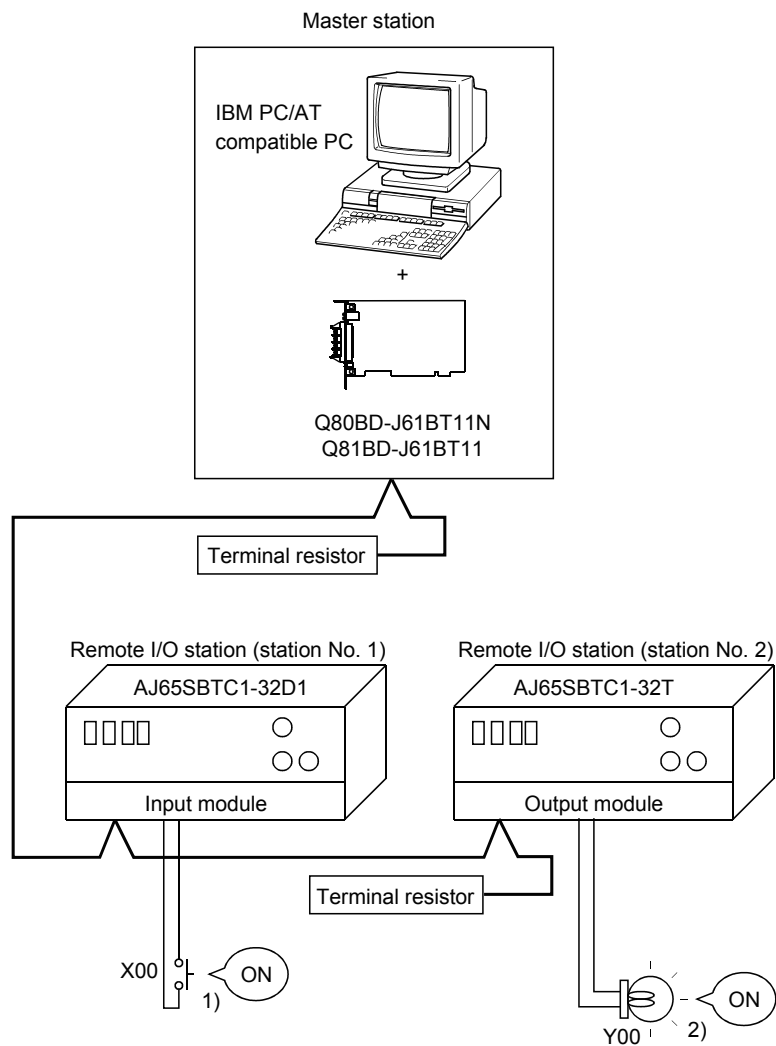 Master station
IBM PC/AT
compatible PC
+
Q80BD-J61BT11N
Q81BD-J61BT11
Terminal resistor
Remote I/O station (station No. 1)
AJ65SBTC1-32D1
Input module
Remote I/O station (station No. 2)
AJ65SBTC1-32T
Output module
Terminal resistor
X00
ON
1)
Y00
ON
2)